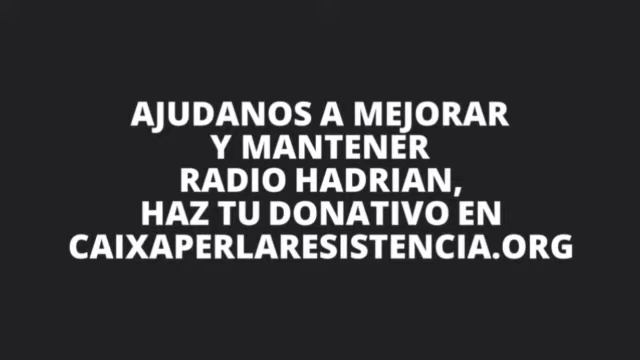 AJUDANOS A MEJORAR
Y MANTENER
RADIO HADRIAN,
HAZ TU DONATIVO EN
CAIXAPERLARESISTENCIA.ORG